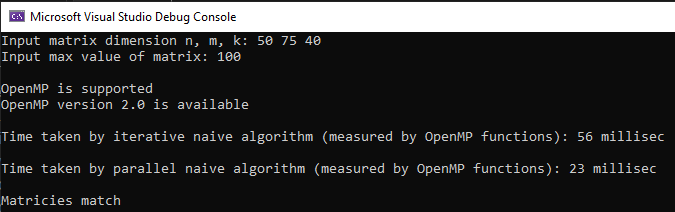 Microsoft Visual Studio Debug Console
Input matrix dimension n, m, k: 50 75 40
Input max value of matrix: 100
OpenMP is supported
OpenMP version 2.0 is available
Time taken by iterative naive algorithm (measured by OpenMP functions): 56 millisec
Time taken by parallel naive algorithm (measured by OpenMP functions): 23 millisec
Matricies match